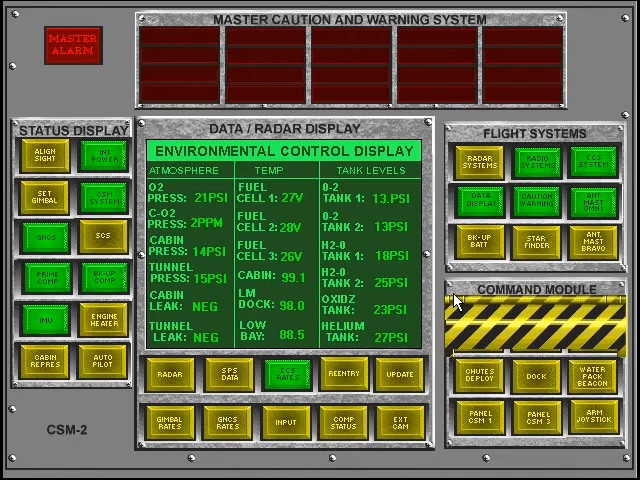 MASTER CAUTION AND WARNING SYSTEM
MASTER
ALARM
STATUS DISPLAY
ALIGN
SIGHT
INT
POWER
SET
GIMBAL
CSM
SYSTEM
GNCS
SCS
PRIME
COMP
BK-UP
COMP
IMU
ENGINE
HEATER
CABIN
REPRES
AUTO
PILOT
CSM-2
DATA / RADAR DISPLAY
ENVIRONMENTAL CONTROL DISPLAY
ATMOSPHERE TEMP TANK LEVELS
O2
PRESS: 21PSI
C-O2
PRESS: 2PPM
CABIN
PRESS: 14PSI
TUNNEL
PRESS: 15PSI
CABIN
LEAK: NEG
TUNNEL
LEAK: NEG
FUEL
CELL 1: 27V
FUEL
CELL 2: 28V
FUEL
CELL 3: 26V
CABIN: 99.1
LM
DOCK: 98.0
LOW
BAY: 88.5
0-2
TANK 1: 13.PSI
0-2
TANK 2: 13PSI
H2-0
TANK 1: 18PSI
H2-0
TANK 2: 25PSI
OXIDZ
TANK: 23PSI
HELIUM
TANK: 27PSI
RADAR
SPS
DATA
ECS
RATES
REENTRY
UPDATE
GIMBAL
RATES
GNCS
RATES
INPUT
COMP
STATUS
EXT
CAM
FLIGHT SYSTEMS
RADAR
SYSTEMS
RADIO
SYSTEMS
ECS
SYSTEM
DATA
DISPLAY
CAUTION
WARNING
ANT.
MAST
OMNI
BK-UP
BATT
STAR
FINDER
ANT.
MAST
BRAVO
COMMAND MODULE
CHUTES
DEPLOY
DOCK
WATER
PACK
BEACON
PANEL
CSM 1
PANEL
CSM 3
ARM
JOYSTICK